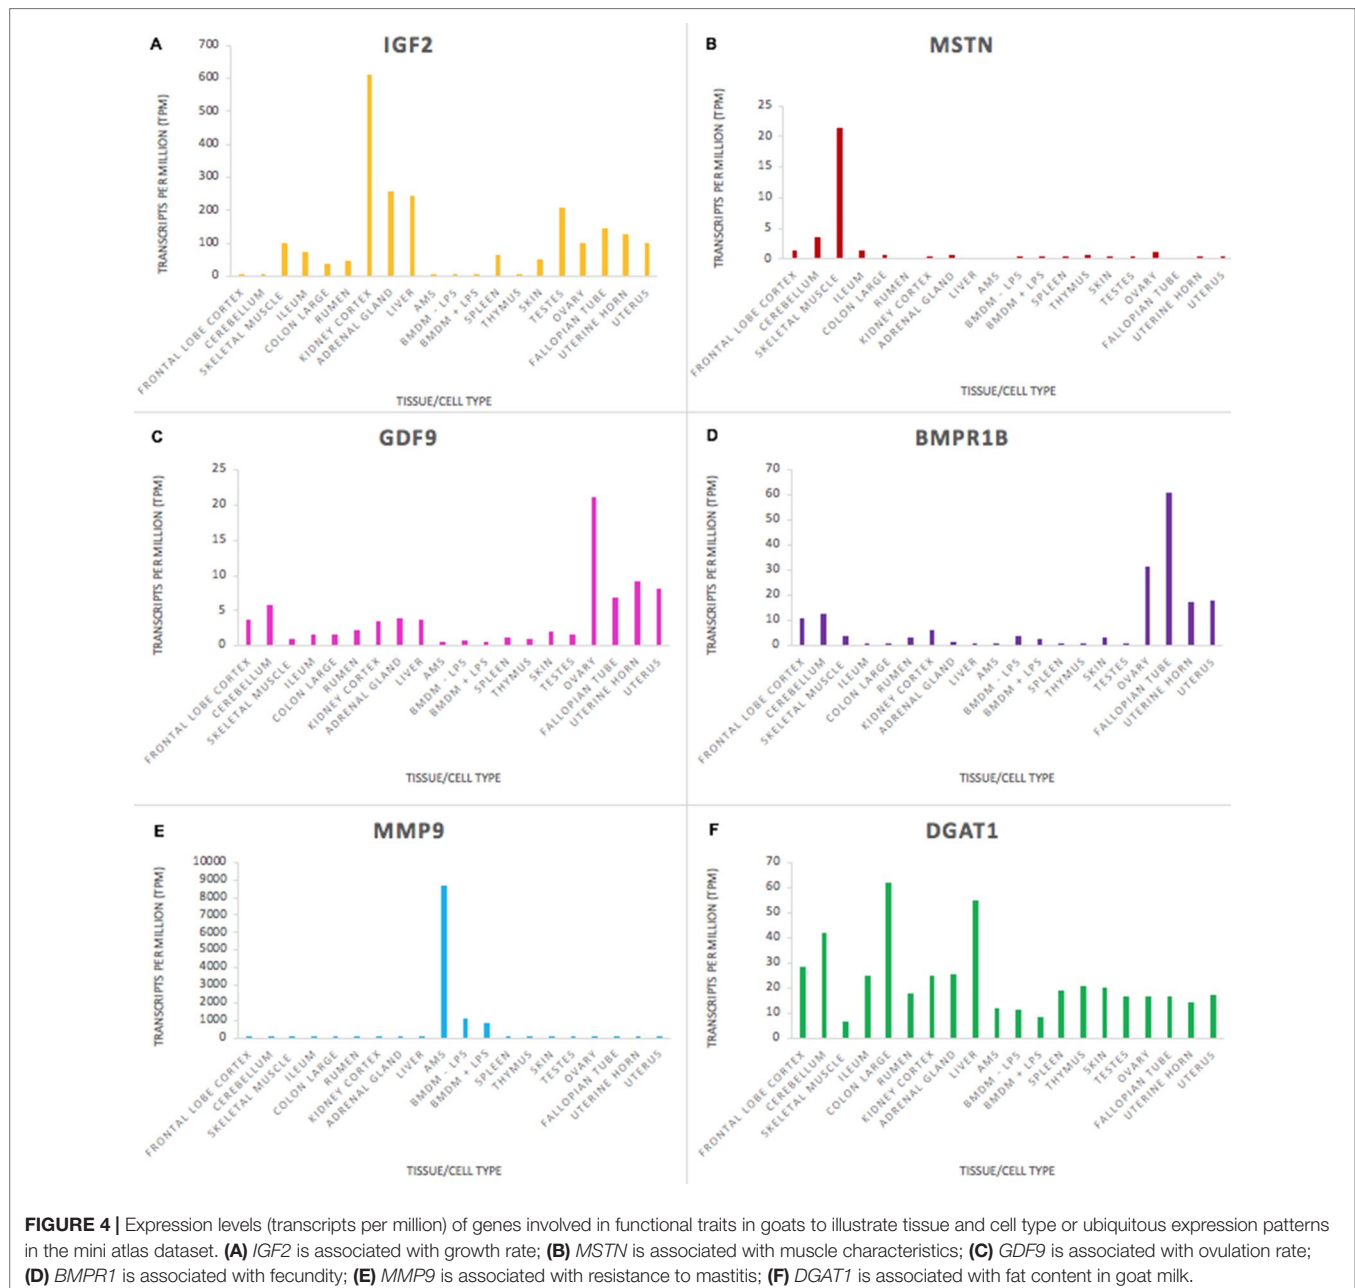 A
IGF2
TRANSCRIPTS PER MILLION (TPM)
700
600
500
400
300
200
100
0
FRONTAL LOBE CORTEX
CEREBELLUM
SKELETAL MUSCLE
ILEUM
COLON LARGE
RUMEN
KIDNEY CORTEX
ADRENAL GLAND
LIVER
AMS
BMDM - LPS
BMDM + LPS
SPLEEN
THYMUS
SKIN
TESTES
OVARY
FALLOPIAN TUBE
UTERINE HORN
UTERUS
TISSUE/CELL TYPE
B
MSTN
TRANSCRIPTS PER MILLION (TPM)
25
20
15
10
5
0
FRONTAL LOBE CORTEX
CEREBELLUM
SKELETAL MUSCLE
ILEUM
COLON LARGE
RUMEN
KIDNEY CORTEX
ADRENAL GLAND
LIVER
AMS
BMDM - LPS
BMDM + LPS
SPLEEN
THYMUS
SKIN
TESTES
OVARY
FALLOPIAN TUBE
UTERINE HORN
UTERUS
TISSUE/CELL TYPE
C
GDF9
TRANSCRIPTS PER MILLION (TPM)
25
20
15
10
5
0
FRONTAL LOBE CORTEX
CEREBELLUM
SKELETAL MUSCLE
ILEUM
COLON LARGE
RUMEN
KIDNEY CORTEX
ADRENAL GLAND
LIVER
AMS
BMDM - LPS
BMDM + LPS
SPLEEN
THYMUS
SKIN
TESTES
OVARY
FALLOPIAN TUBE
UTERINE HORN
UTERUS
TISSUE/CELL TYPE
D
BMPR1B
TRANSCRIPTS PER MILLION (TPM)
70
60
50
40
30
20
10
0
FRONTAL LOBE CORTEX
CEREBELLUM
SKELETAL MUSCLE
ILEUM
COLON LARGE
RUMEN
KIDNEY CORTEX
ADRENAL GLAND
LIVER
AMS
BMDM - LPS
BMDM + LPS
SPLEEN
THYMUS
SKIN
TESTES
OVARY
FALLOPIAN TUBE
UTERINE HORN
UTERUS
TISSUE/CELL TYPE
E
MMP9
TRANSCRIPTS PER MILLION (TPM)
10000
9000
8000
7000
6000
5000
4000
3000
2000
1000
0
FRONTAL LOBE CORTEX
CEREBELLUM
SKELETAL MUSCLE
ILEUM
COLON LARGE
RUMEN
KIDNEY CORTEX
ADRENAL GLAND
LIVER
AMS
BMDM - LPS
BMDM + LPS
SPLEEN
THYMUS
SKIN
TESTES
OVARY
FALLOPIAN TUBE
UTERINE HORN
UTERUS
TISSUE/CELL TYPE
F
DGAT1
TRANSCRIPTS PER MILLION (TPM)
70
60
50
40
30
20
10
0
FRONTAL LOBE CORTEX
CEREBELLUM
SKELETAL MUSCLE
ILEUM
COLON LARGE
RUMEN
KIDNEY CORTEX
ADRENAL GLAND
LIVER
AMS
BMDM - LPS
BMDM + LPS
SPLEEN
THYMUS
SKIN
TESTES
OVARY
FALLOPIAN TUBE
UTERINE HORN
UTERUS
TISSUE/CELL TYPE
FIGURE 4 | Expression levels (transcripts per million) of genes involved in functional traits in goats to illustrate tissue and cell type or ubiquitous expression patterns
in the mini atlas dataset. (A) IGF2 is associated with growth rate; (B) MSTN is associated with muscle characteristics; (C) GDF9 is associated with ovulation rate;
(D) BMPR1 is associated with fecundity; (E) MMP9 is associated with resistance to mastitis; (F) DGAT1 is associated with fat content in goat milk.